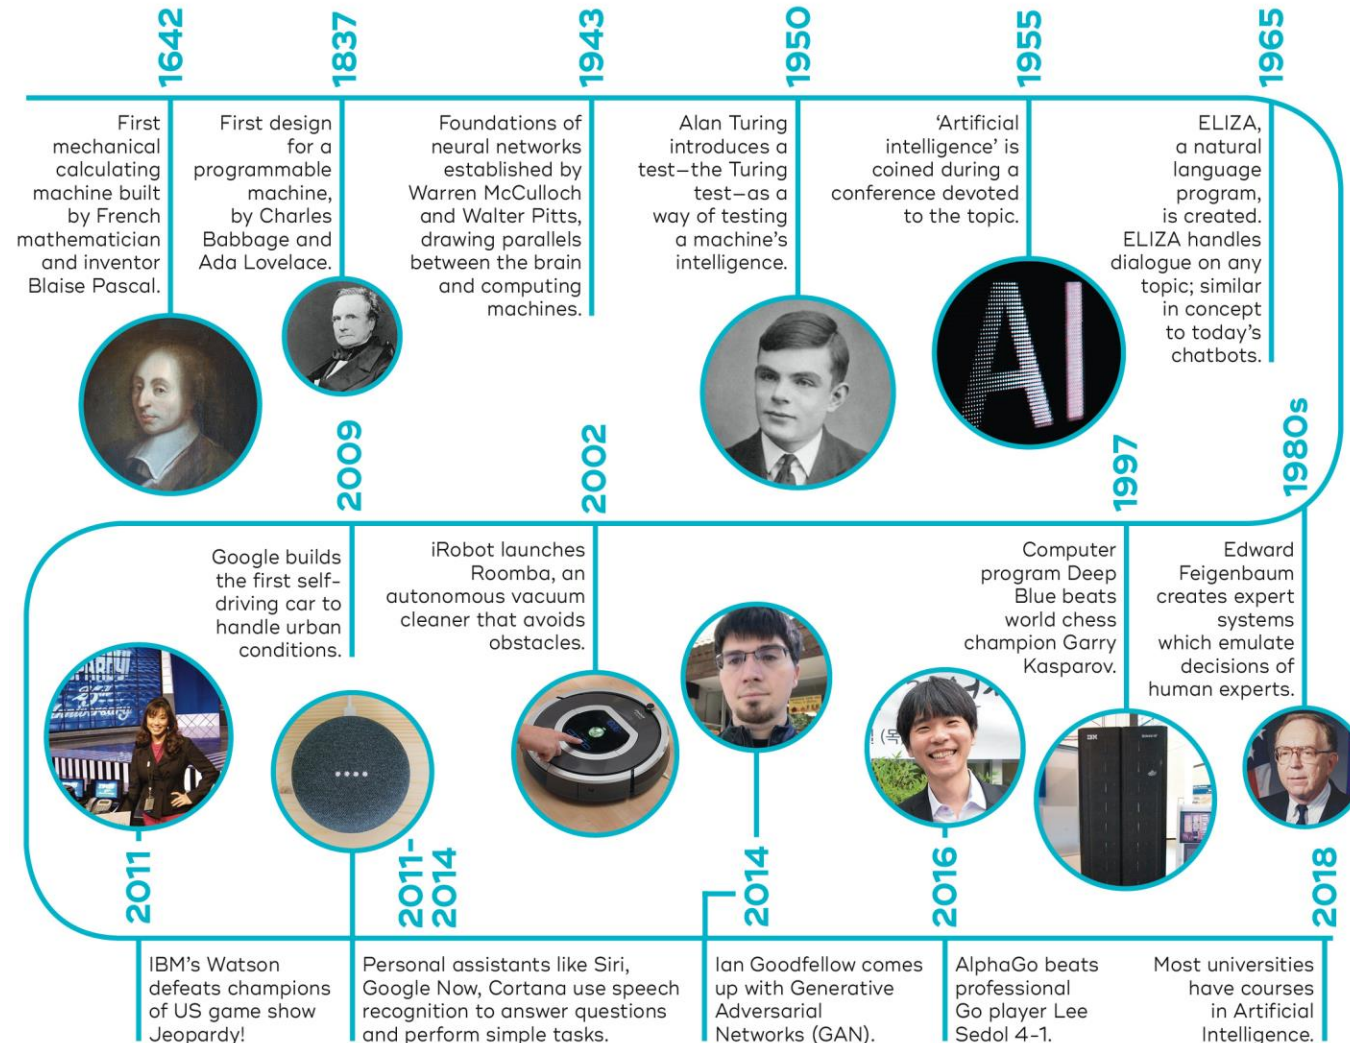 1642
First
mechanical
calculating
machine built
by French
mathematician
and inventor
Blaise Pascal.
1837
First design
for a
programmable
machine,
by Charles
Babbage and
Ada Lovelace.
1943
Foundations of
neural networks
established by
Warren McCulloch
and Walter Pitts,
drawing parallels
between the brain
and computing
machines.
1950
Alan Turing
introduces a
test—the Turing
test—as a
way of testing
a machine's
intelligence.
1955
'Artificial
intelligence' is
coined during a
conference devoted
to the topic.
AI
1965
ELIZA,
a natural
language
program,
is created.
ELIZA handles
dialogue on any
topic; similar
in concept
to today's
chatbots.
1980s
Edward
Feigenbaum
creates expert
systems
which emulate
decisions of
human experts.
1997
Computer
program Deep
Blue beats
world chess
champion Garry
Kasparov.
IBM
2002
iRobot launches
Roomba, an
autonomous vacuum
cleaner that avoids
obstacles.
2009
Google builds
the first self-
driving car to
handle urban
conditions.
2011
IBM's Watson
defeats champions
of US game show
Jeopardy!
2011-
2014
Personal assistants like Siri,
Google Now, Cortana use speech
recognition to answer questions
and perform simple tasks.
2014
Ian Goodfellow comes
up with Generative
Adversarial
Networks (GAN).
2016
AlphaGo beats
professional
Go player Lee
Sedol 4-1.
2018
Most universities
have courses
in Artificial
Intelligence.